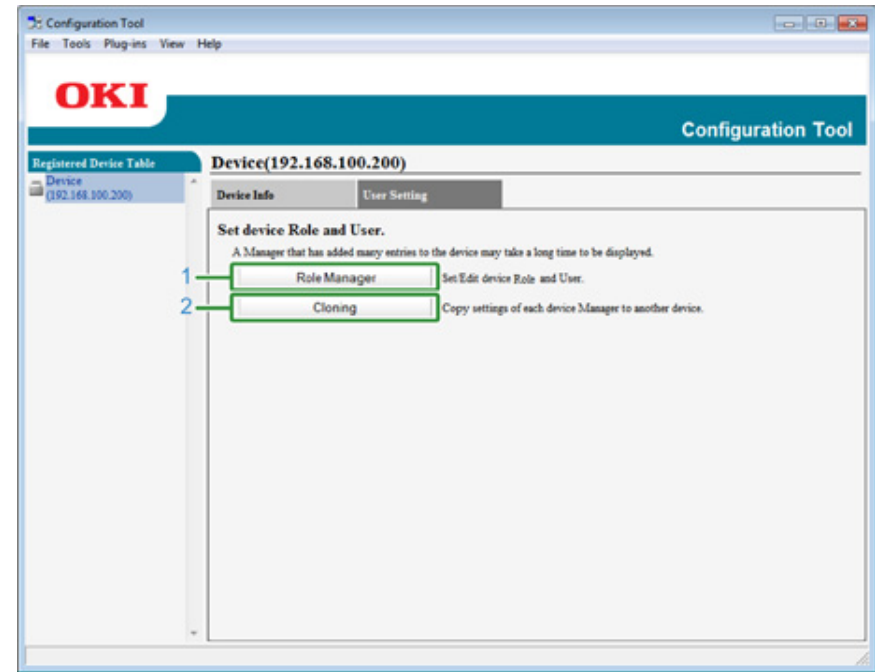 Configuration Tool
File Tools Plug-ins View Help
OKI
Configuration Tool
Registered Device Table
Device
(192.168.100.200)
Device(192.168.100.200)
Device Info User Setting
Set device Role and User.
A Manager that has added many entries to the device may take a long time to be displayed.
1 Role Manager Set/Edit device Role and User.
2 Cloning Copy settings of each device Manager to another device.